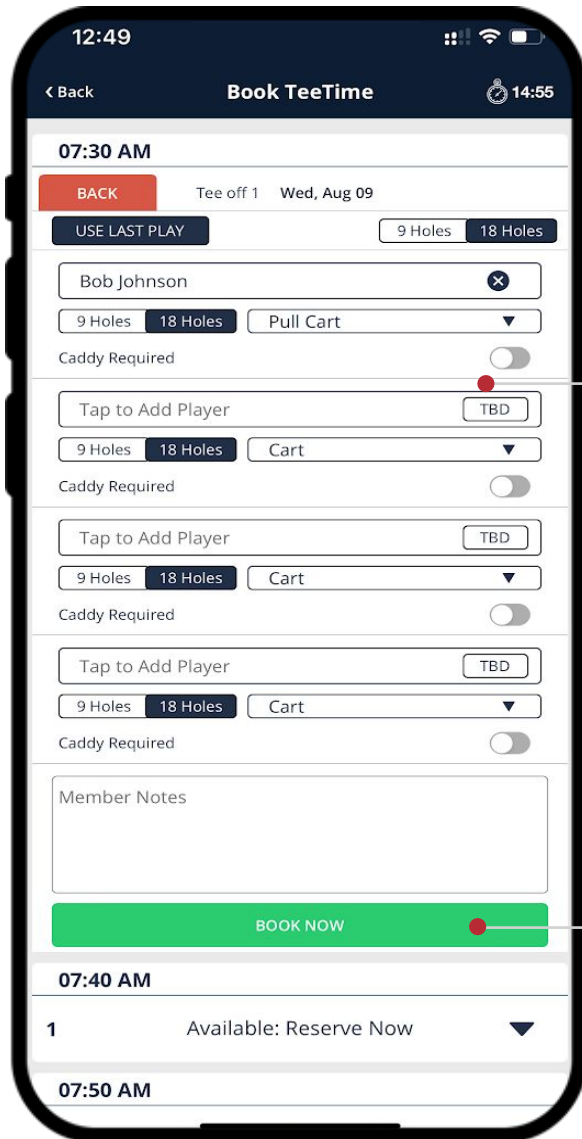 12:49
Back Book TeeTime 14:55
07:30 AM
BACK Tee off 1 Wed, Aug 09
USE LAST PLAY 9 Holes 18 Holes
Bob Johnson
9 Holes 18 Holes Pull Cart
Caddy Required
Tap to Add Player TBD
9 Holes 18 Holes Cart
Caddy Required
Tap to Add Player TBD
9 Holes 18 Holes Cart
Caddy Required
Tap to Add Player TBD
9 Holes 18 Holes Cart
Caddy Required
Member Notes
BOOK NOW
07:40 AM
1 Available: Reserve Now
07:50 AM